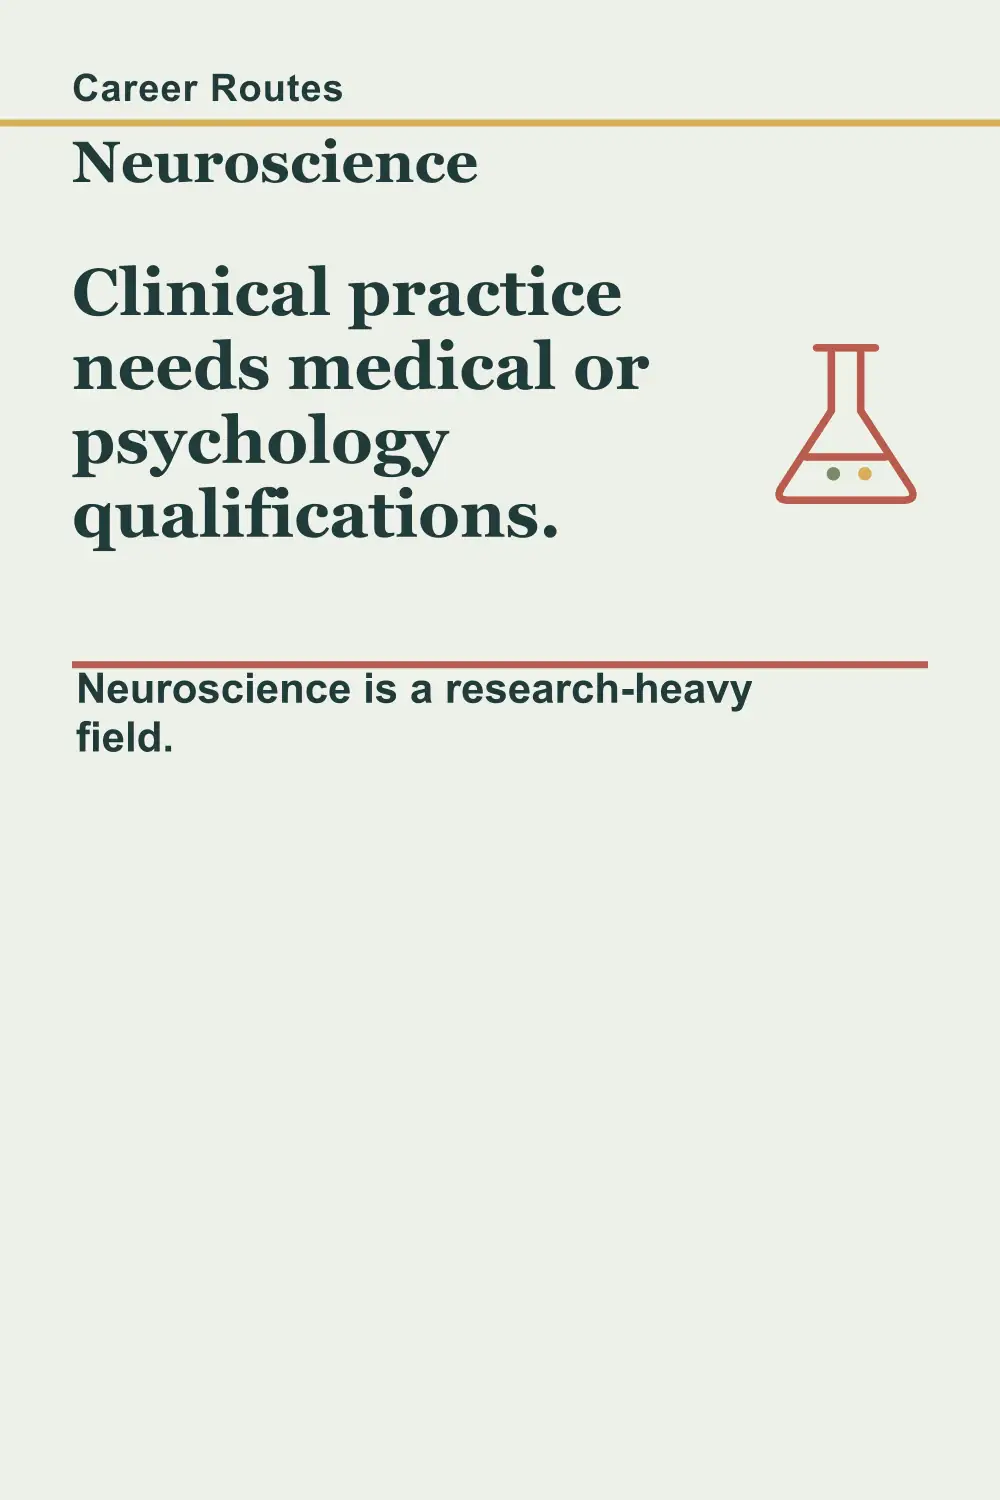 Career Routes
Neuroscience
Clinical practice
needs medical or
psychology
qualifications.
Neuroscience is a research-heavy
field.